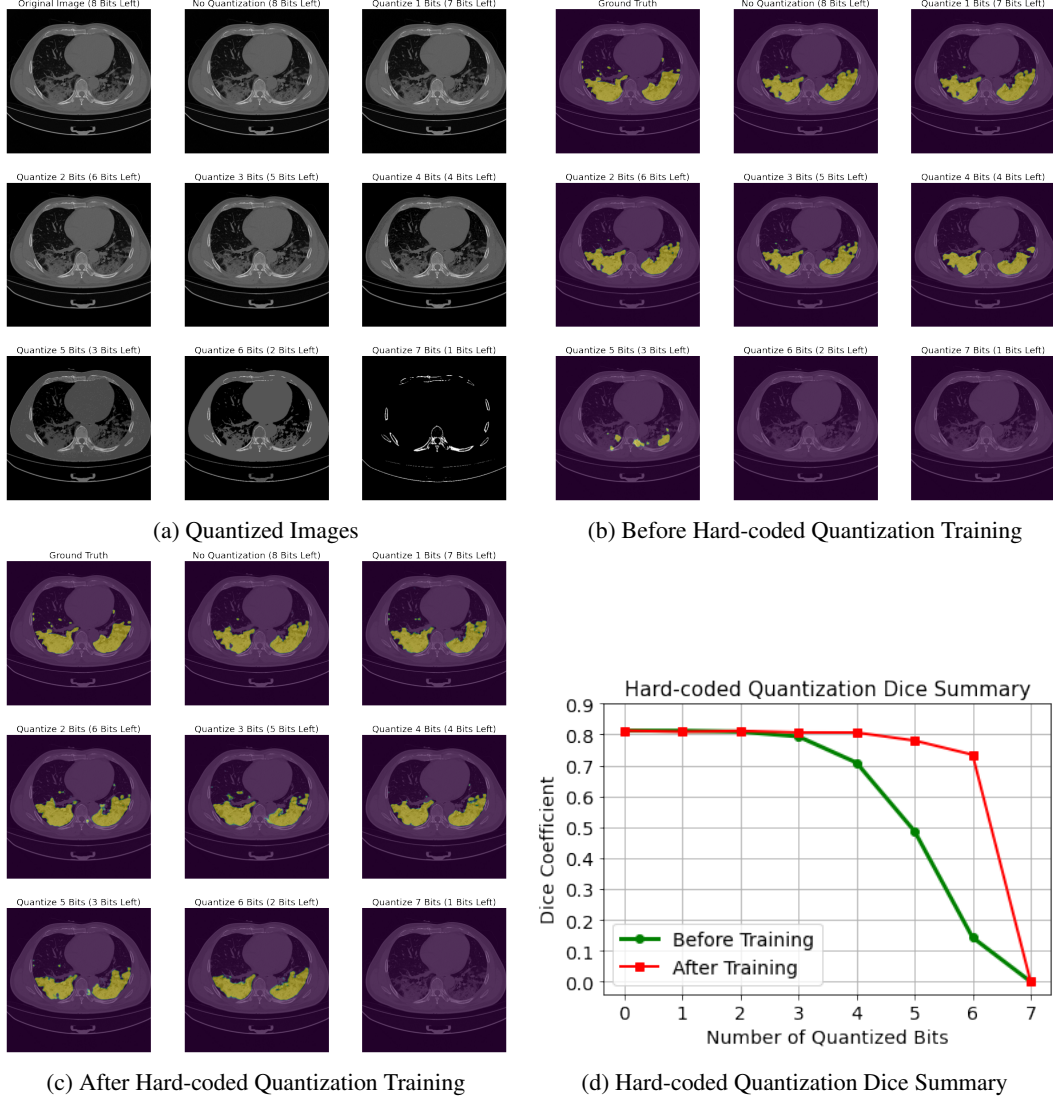 Original Image (8 Bits Left)
No Quantization (8 Bits Left)
Quantize 1 Bits (7 Bits Left)
Quantize 2 Bits (6 Bits Left)
Quantize 3 Bits (5 Bits Left)
Quantize 4 Bits (4 Bits Left)
Quantize 5 Bits (3 Bits Left)
Quantize 6 Bits (2 Bits Left)
Quantize 7 Bits (1 Bits Left)
(a) Quantized Images
Ground Truth
No Quantization (8 Bits Left)
Quantize 1 Bits (7 Bits Left)
Quantize 2 Bits (6 Bits Left)
Quantize 3 Bits (5 Bits Left)
Quantize 4 Bits (4 Bits Left)
Quantize 5 Bits (3 Bits Left)
Quantize 6 Bits (2 Bits Left)
Quantize 7 Bits (1 Bits Left)
(b) Before Hard-coded Quantization Training
Ground Truth
No Quantization (8 Bits Left)
Quantize 1 Bits (7 Bits Left)
Quantize 2 Bits (6 Bits Left)
Quantize 3 Bits (5 Bits Left)
Quantize 4 Bits (4 Bits Left)
Quantize 5 Bits (3 Bits Left)
Quantize 6 Bits (2 Bits Left)
Quantize 7 Bits (1 Bits Left)
(c) After Hard-coded Quantization Training
Hard-coded Quantization Dice Summary
Dice Coefficient
0.9
0.8
0.7
0.6
0.5
0.4
0.3
0.2
0.1
0.0
Before Training
After Training
0 1 2 3 4 5 6 7
Number of Quantized Bits
(d) Hard-coded Quantization Dice Summary